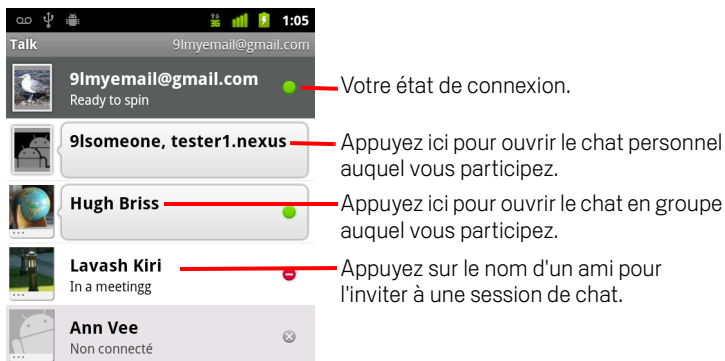 1:05
Talk 9lmyemail@gmail.com
9lmyemail@gmail.com
Ready to spin
Votre état de connexion.
9lsomeone, tester1.nexus
Appuyez ici pour ouvrir le chat personnel
auquel vous participez.
Hugh Briss
Appuyez ici pour ouvrir le chat en groupe
auquel vous participez.
Lavash Kiri
In a meetingg
Appuyez sur le nom d'un ami pour
l'inviter à une session de chat.
Ann Vee
Non connecté